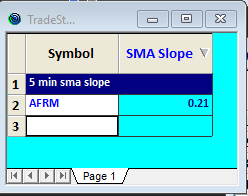 TradeSt...
Symbol SMA Slope
1 5 min sma slope
2 AFRM 0.21
3
Page 1